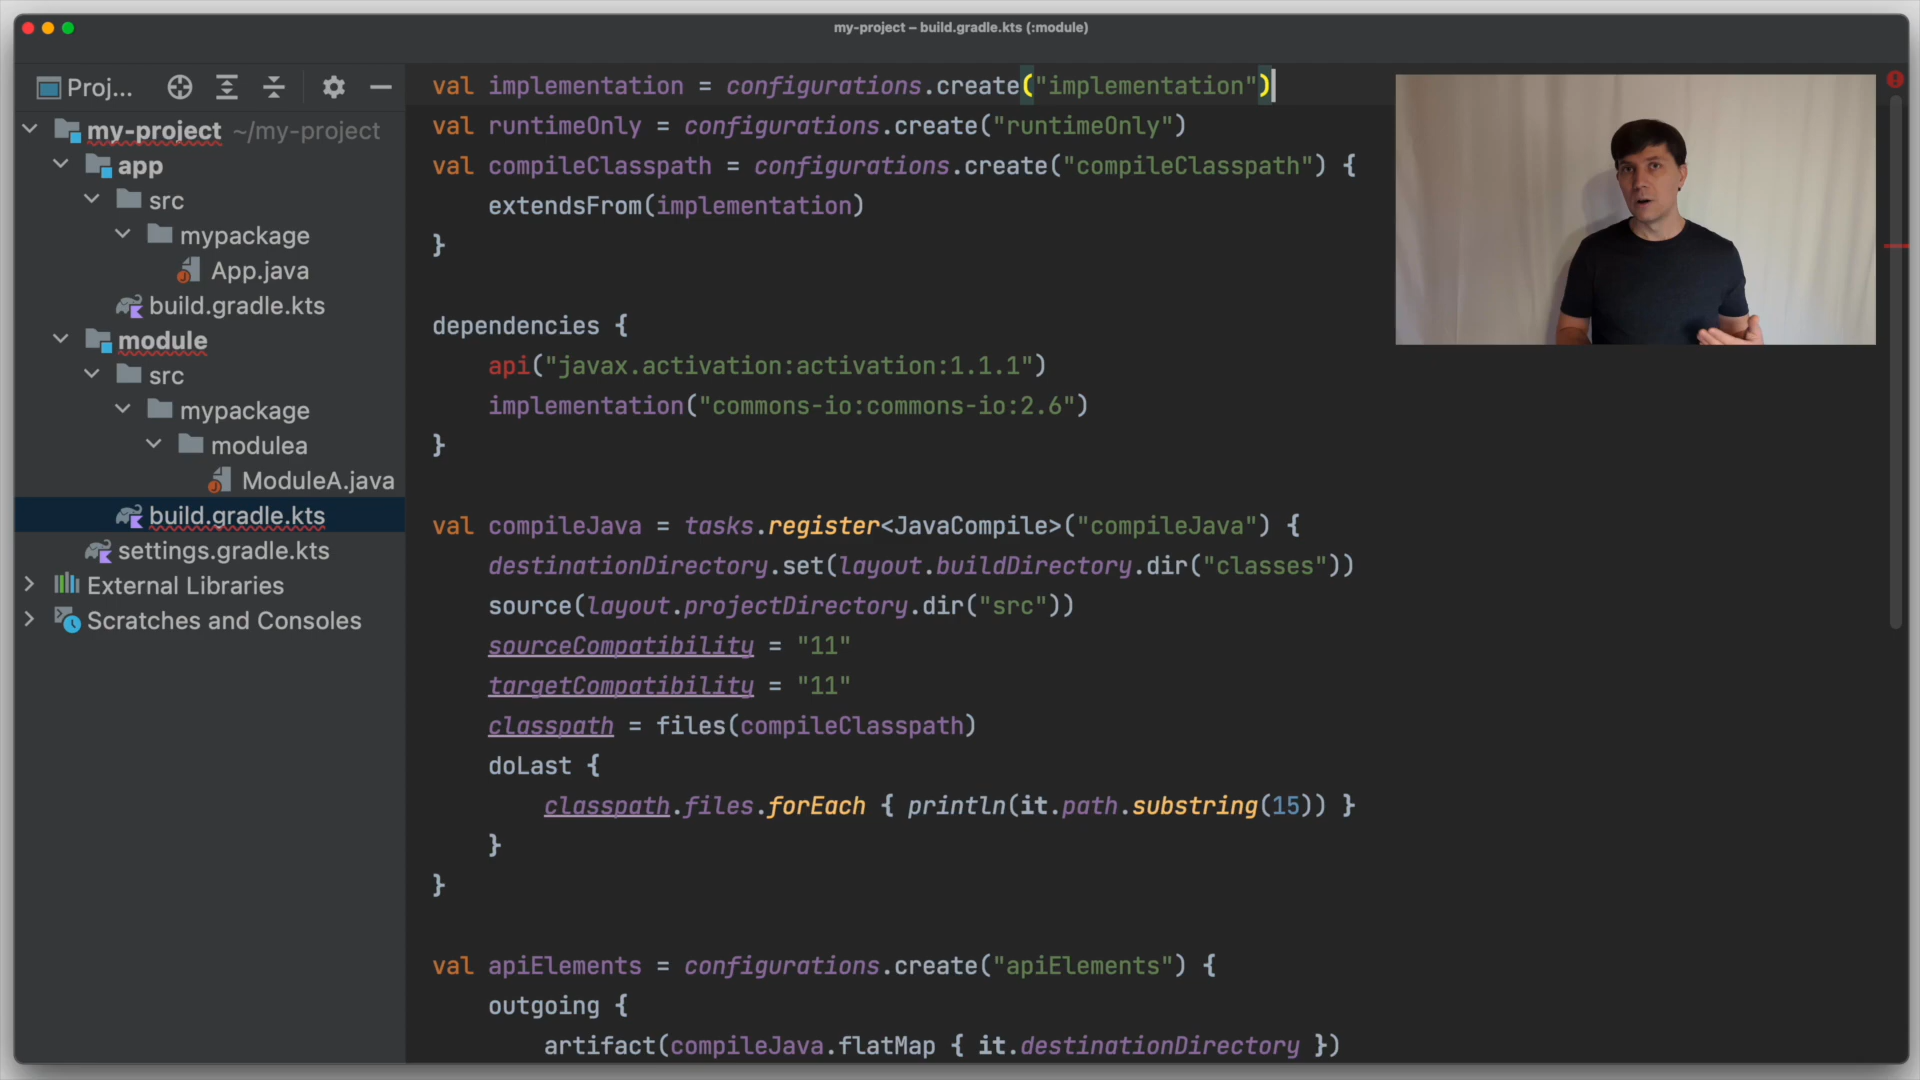 my-project – build.gradle.kts (:module)
Proj...
my-project ~/my-project
app
src
mypackage
App.java
build.gradle.kts
module
src
mypackage
modulea
ModuleA.java
build.gradle.kts
settings.gradle.kts
External Libraries
Scratches and Consoles
val implementation = configurations.create("implementation")
val runtimeOnly = configurations.create("runtimeOnly")
val compileClasspath = configurations.create("compileClasspath") {
extendsFrom(implementation)
}
dependencies {
api("javax.activation:activation:1.1.1")
implementation("commons-io:commons-io:2.6")
}
val compileJava = tasks.register<JavaCompile>("compileJava") {
destinationDirectory.set(layout.buildDirectory.dir("classes"))
source(layout.projectDirectory.dir("src"))
sourceCompatibility = "11"
targetCompatibility = "11"
classpath = files(compileClasspath)
doLast {
classpath.files.forEach { println(it.path.substring(15)) }
}
}
val apiElements = configurations.create("apiElements") {
outgoing {
artifact(compileJava.flatMap { it.destinationDirectory })